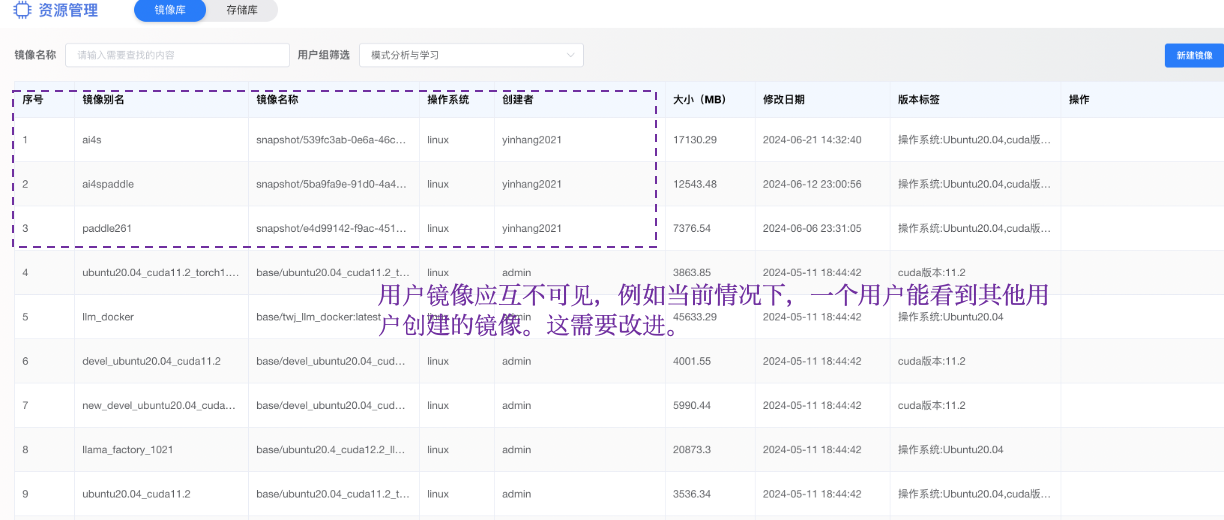 资源管理 镜像库 存储库
镜像名称 请输入需要查找的内容 用户组筛选 模式分析与学习 新建镜像
序号 镜像别名 镜像名称 操作系统 创建者 大小（MB） 修改日期 版本标签 操作
1 ai4s snapshot/539fc3ab-0e6a-46c... linux yinhang2021 17130.29 2024-06-21 14:32:40 操作系统:Ubuntu20.04,cuda版...
2 ai4spaddle snapshot/5ba9fa9e-91d0-4a4... linux yinhang2021 12543.48 2024-06-12 23:00:56 操作系统:Ubuntu20.04,cuda版...
3 paddle261 snapshot/e4d99142-f9ac-451... linux yinhang2021 7376.54 2024-06-06 23:31:05 操作系统:Ubuntu20.04,cuda版...
4 ubuntu20.04_cuda11.2_torch1.... base/ubuntu20.04_cuda11.2_t... linux admin 3863.85 2024-05-11 18:44:42 cuda版本:11.2
用户镜像应互不可见，例如当前情况下，一个用户能看到其他用
户创建的镜像。这需要改进。
5 llm_docker base/twj_llm_docker:latest linux admin 45633.29 2024-05-11 18:44:42 操作系统:Ubuntu20.04
6 devel_ubuntu20.04_cuda11.2 base/devel_ubuntu20.04_cud... linux admin 4001.55 2024-05-11 18:44:42 cuda版本:11.2
7 new_devel_ubuntu20.04_cuda... base/devel_ubuntu20.04_cud... linux admin 5990.44 2024-05-11 18:44:42 cuda版本:11.2
8 llama_factory_1021 base/ubuntu20.4_cuda12.2_ll... linux admin 20873.3 2024-05-11 18:44:42 操作系统:Ubuntu20.04
9 ubuntu20.04_cuda11.2 base/ubuntu20.04_cuda11.2_t... linux admin 3536.34 2024-05-11 18:44:42 操作系统:Ubuntu20.04,cuda版...